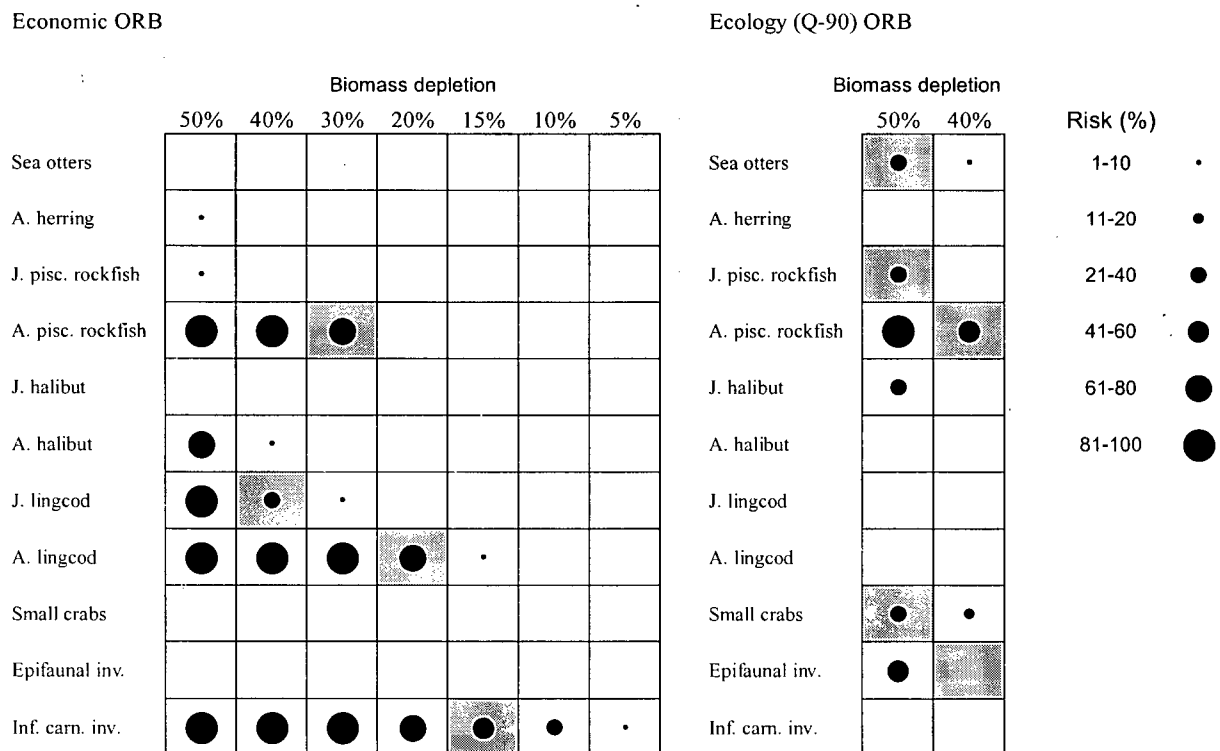 Economic ORB Ecology (Q-90) ORB
Biomass depletion Biomass depletion
50% 40% 30% 20% 15% 10% 5% 50% 40% Risk (%)
Sea otters Sea otters 1-10
A. herring A. herring 11-20
J. pisc. rockfish J. pisc. rockfish 21-40
A. pisc. rockfish A. pisc. rockfish 41-60
J. halibut J. halibut 61-80
A. halibut A. halibut 81-100
J. lingcod J. lingcod
A. lingcod A. lingcod
Small crabs Small crabs
Epifaunal inv. Epifaunal inv.
Inf. carn. inv. Inf. carn. inv.